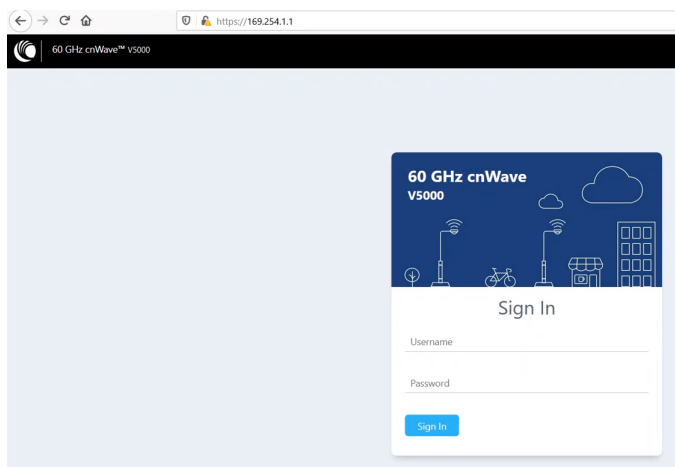 https://169.254.1.1
60 GHz cnWave™ V5000
60 GHz cnWave
V5000
Sign In
Username
Password
Sign In